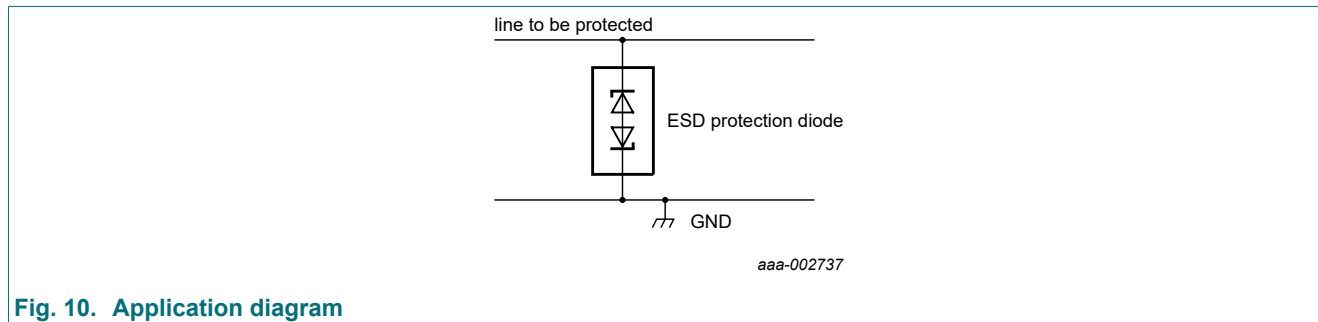 line to be protected
ESD protection diode
GND
aaa-002737
Fig. 10. Application diagram